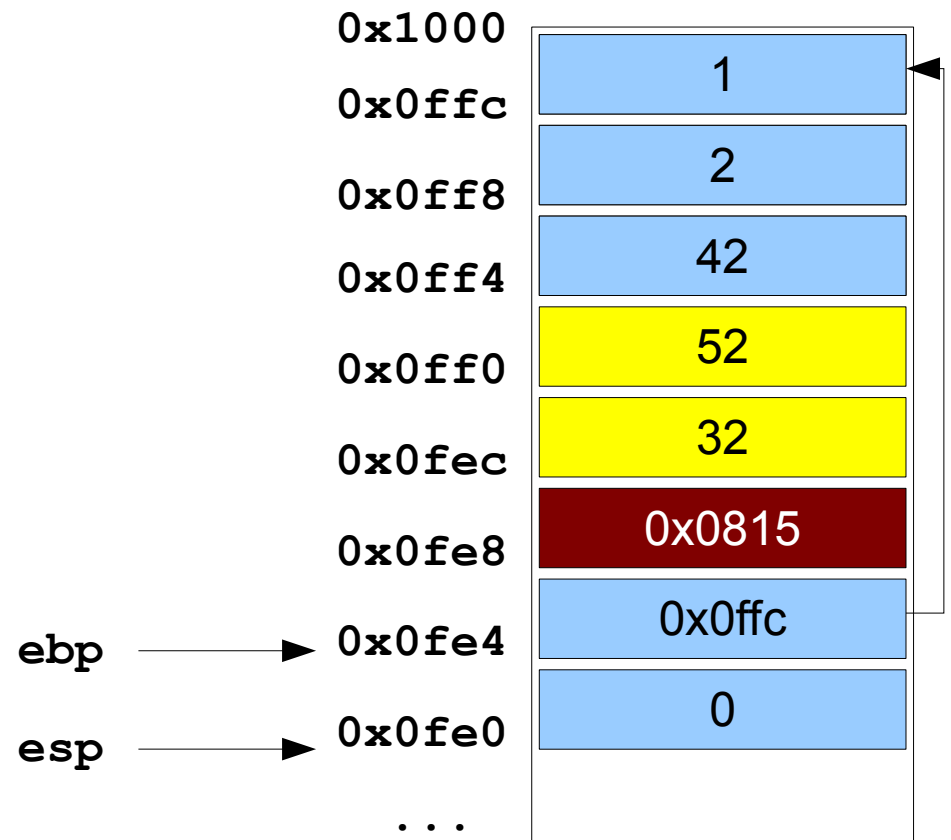 0x1000
1
0x0ffc
2
0x0ff8
42
0x0ff4
52
0x0ff0
32
0x0fec
0x0815
0x0fe8
0x0ffc
ebp 0x0fe4
0
esp 0x0fe0
...